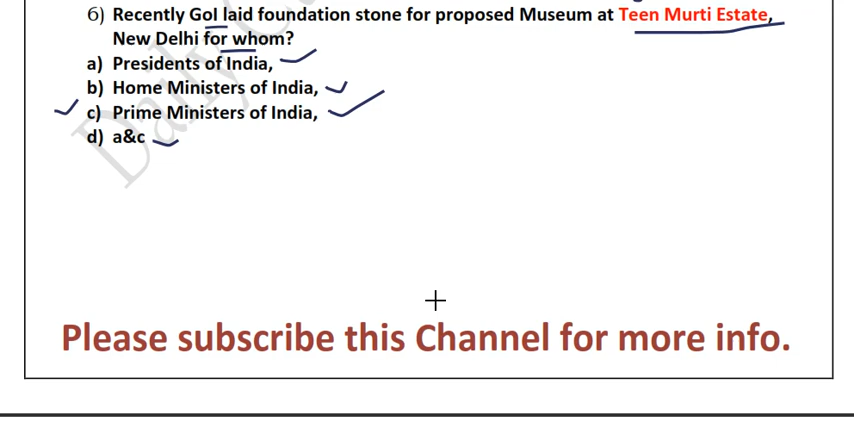 6) Recently GoI laid foundation stone for proposed Museum at Teen Murti Estate,
New Delhi for whom?
a) Presidents of India,
b) Home Ministers of India,
c) Prime Ministers of India,
d) a&c
Please subscribe this Channel for more info.